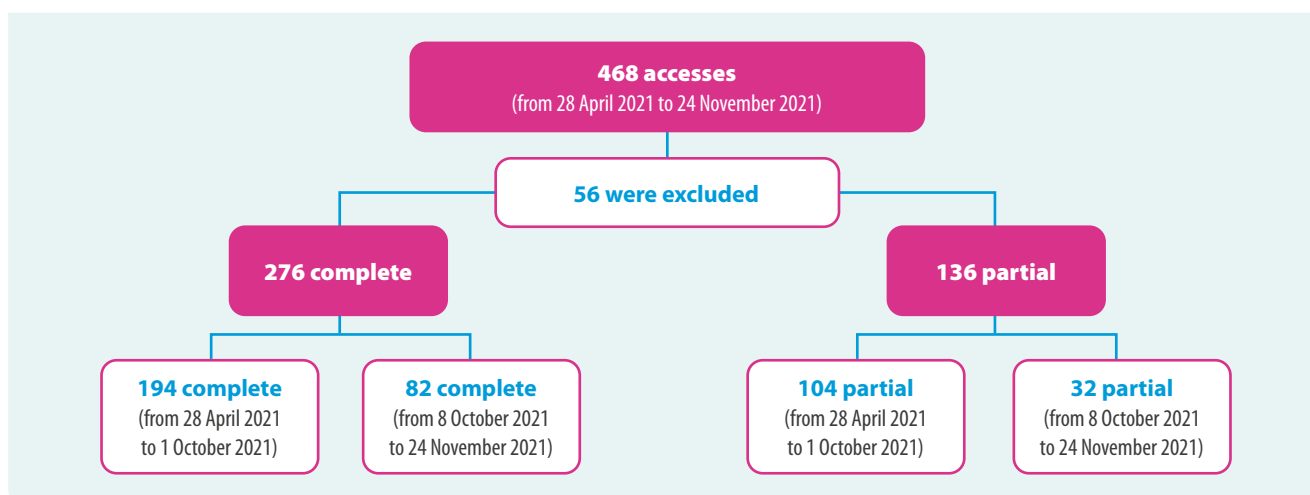 468 accesses
(from 28 April 2021 to 24 November 2021)
56 were excluded
276 complete
136 partial
194 complete
(from 28 April 2021
to 1 October 2021)
82 complete
(from 8 October 2021
to 24 November 2021)
104 partial
(from 28 April 2021
to 1 October 2021)
32 partial
(from 8 October 2021
to 24 November 2021)